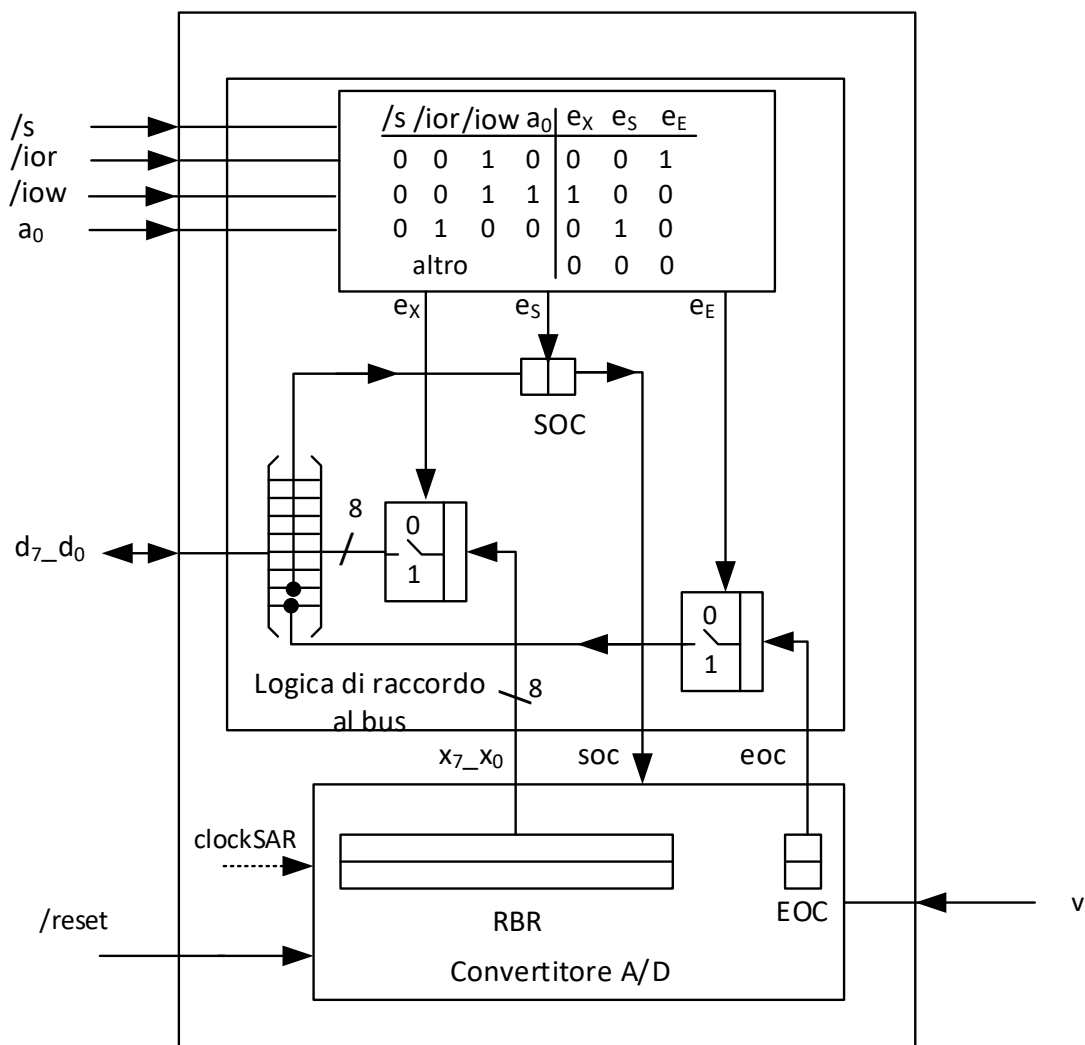 /s
/ior
/iow
a0
/s /ior /iow a0 eX eS eE
0 0 1 0 0 0 1
0 0 1 1 1 0 0
0 1 0 0 0 1 0
altro 0 0 0
eX
eS
eE
SOC
8
0
1
d7_d0
0
1
Logica di raccordo
al bus
8
x7_x0
soc
eoc
clockSAR
RBR
EOC
v
/reset
Convertitore A/D